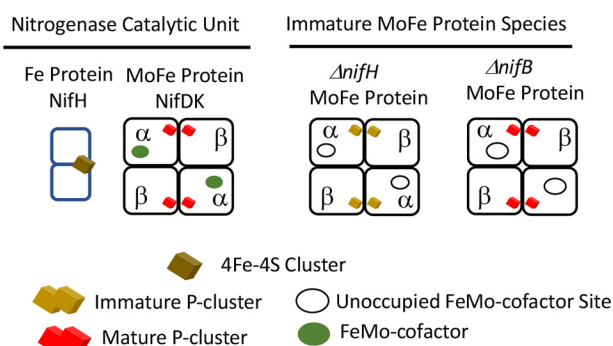 Nitrogenase Catalytic Unit
Immature MoFe Protein Species
Fe Protein
NifH
MoFe Protein
NifDK
ΔnifH
MoFe Protein
ΔnifB
MoFe Protein
α β
β α
α β
β α
α β
β
4Fe-4S Cluster
Immature P-cluster
Unoccupied FeMo-cofactor Site
Mature P-cluster
FeMo-cofactor